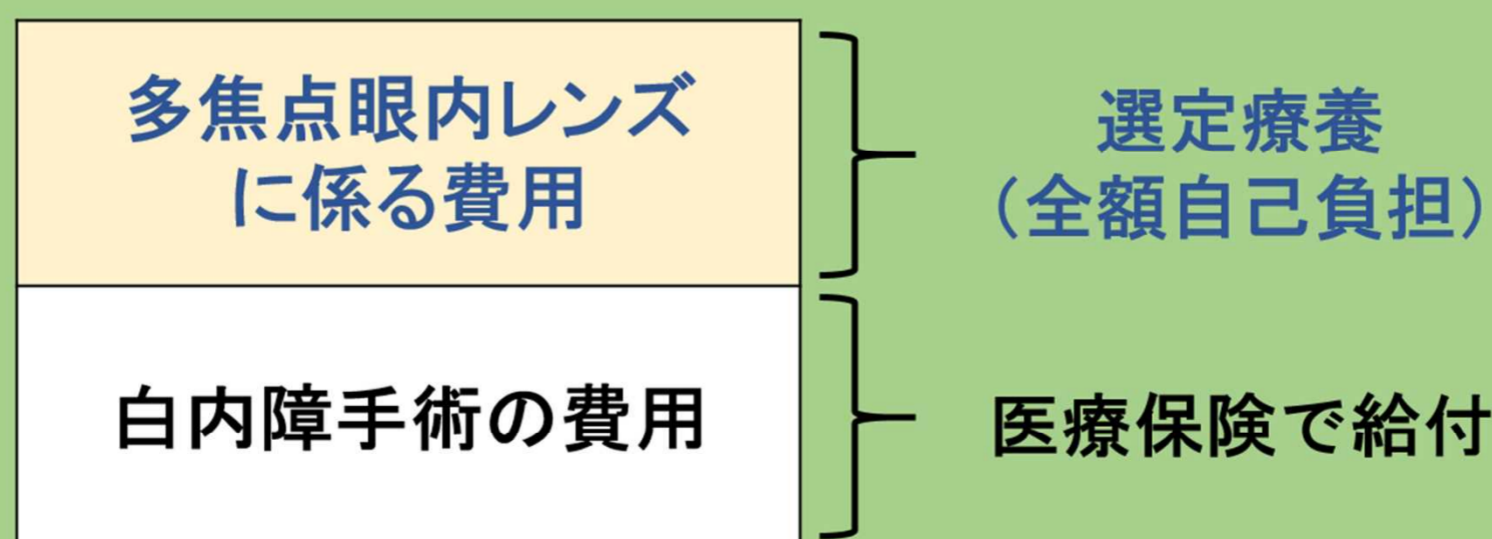 多焦点眼内レンズ
に係る費用
選定療養
（全額自己負担）
白内障手術の費用
医療保険で給付